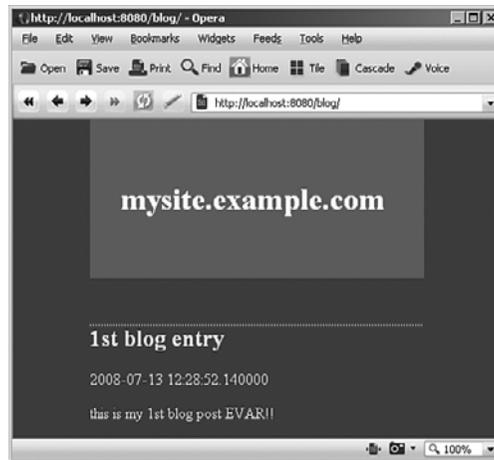 http://localhost:8080/blog/ - Opera
File Edit View Bookmarks Widgets Feeds Tools Help
Open Save Print Find Home Tile Cascade Voice
http://localhost:8080/blog/
mysite.example.com
1st blog entry
2008-07-13 12:28:52.140000
this is my 1st blog post EVAR!!
100%